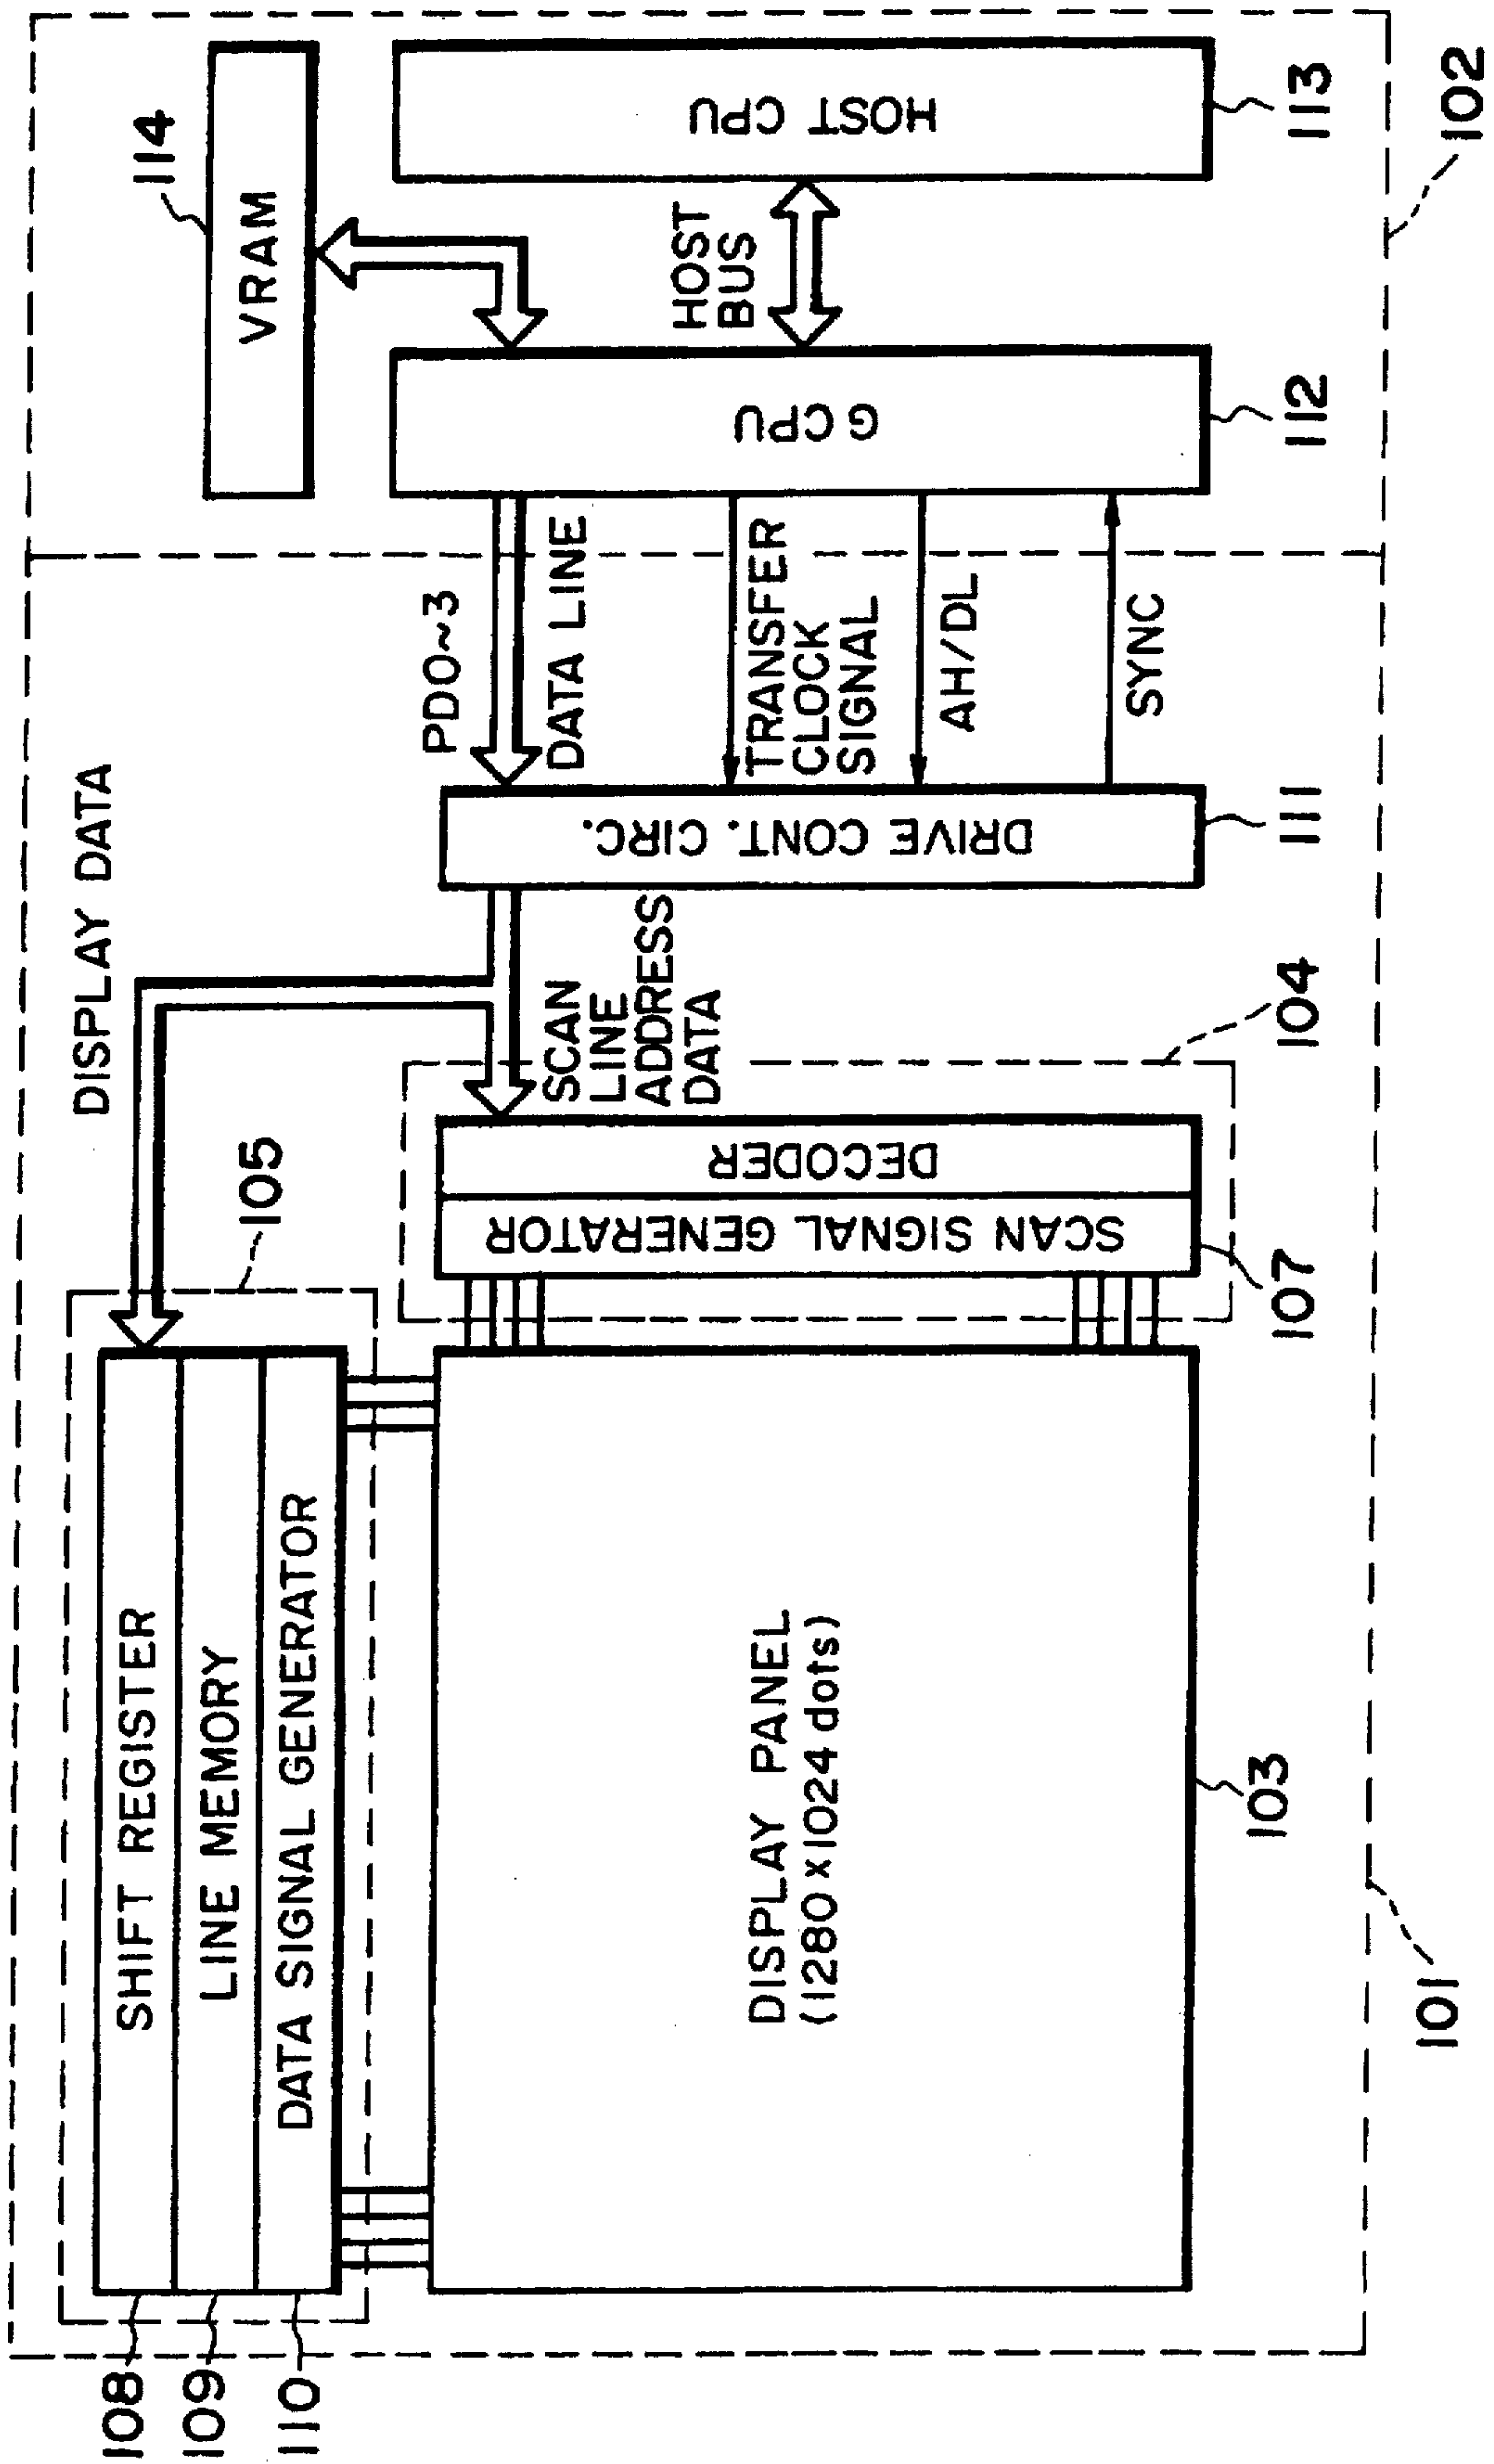 DISPLAY DATA
105
108
109
110
SHIFT REGISTER
LINE MEMORY
DATA SIGNAL GENERATOR
DISPLAY PANEL
(1280×1024 dots)
103
101
SCAN SIGNAL GENERATOR
DECODER
107
104
SCAN
LINE
ADDRESS
DATA
DRIVE CONT. CIRC.
111
PD0~3
DATA LINE
TRANSFER
CLOCK
SIGNAL
AH/DL
SYNC
G CPU
112
HOST
BUS
VRAM
114
HOST CPU
113
102